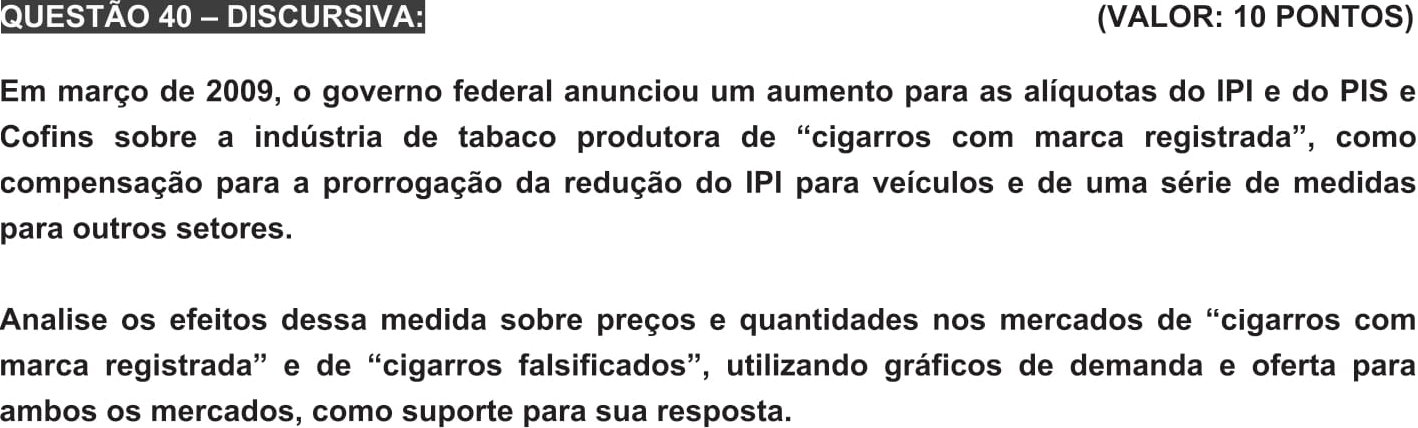 QUESTÃO 40 – DISCURSIVA: (VALOR: 10 PONTOS)
Em março de 2009, o governo federal anunciou um aumento para as alíquotas do IPI e do PIS e
Cofins sobre a indústria de tabaco produtora de “cigarros com marca registrada”, como
compensação para a prorrogação da redução do IPI para veículos e de uma série de medidas
para outros setores.
Analise os efeitos dessa medida sobre preços e quantidades nos mercados de “cigarros com
marca registrada” e de “cigarros falsificados”, utilizando gráficos de demanda e oferta para
ambos os mercados, como suporte para sua resposta.